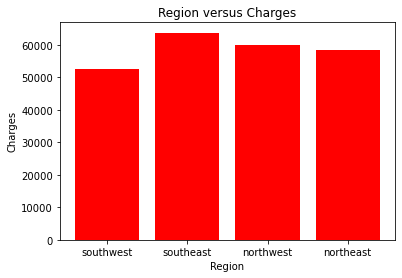 Region versus Charges
Charges
60000
50000
40000
30000
20000
10000
0
southwest southeast northwest northeast
Region